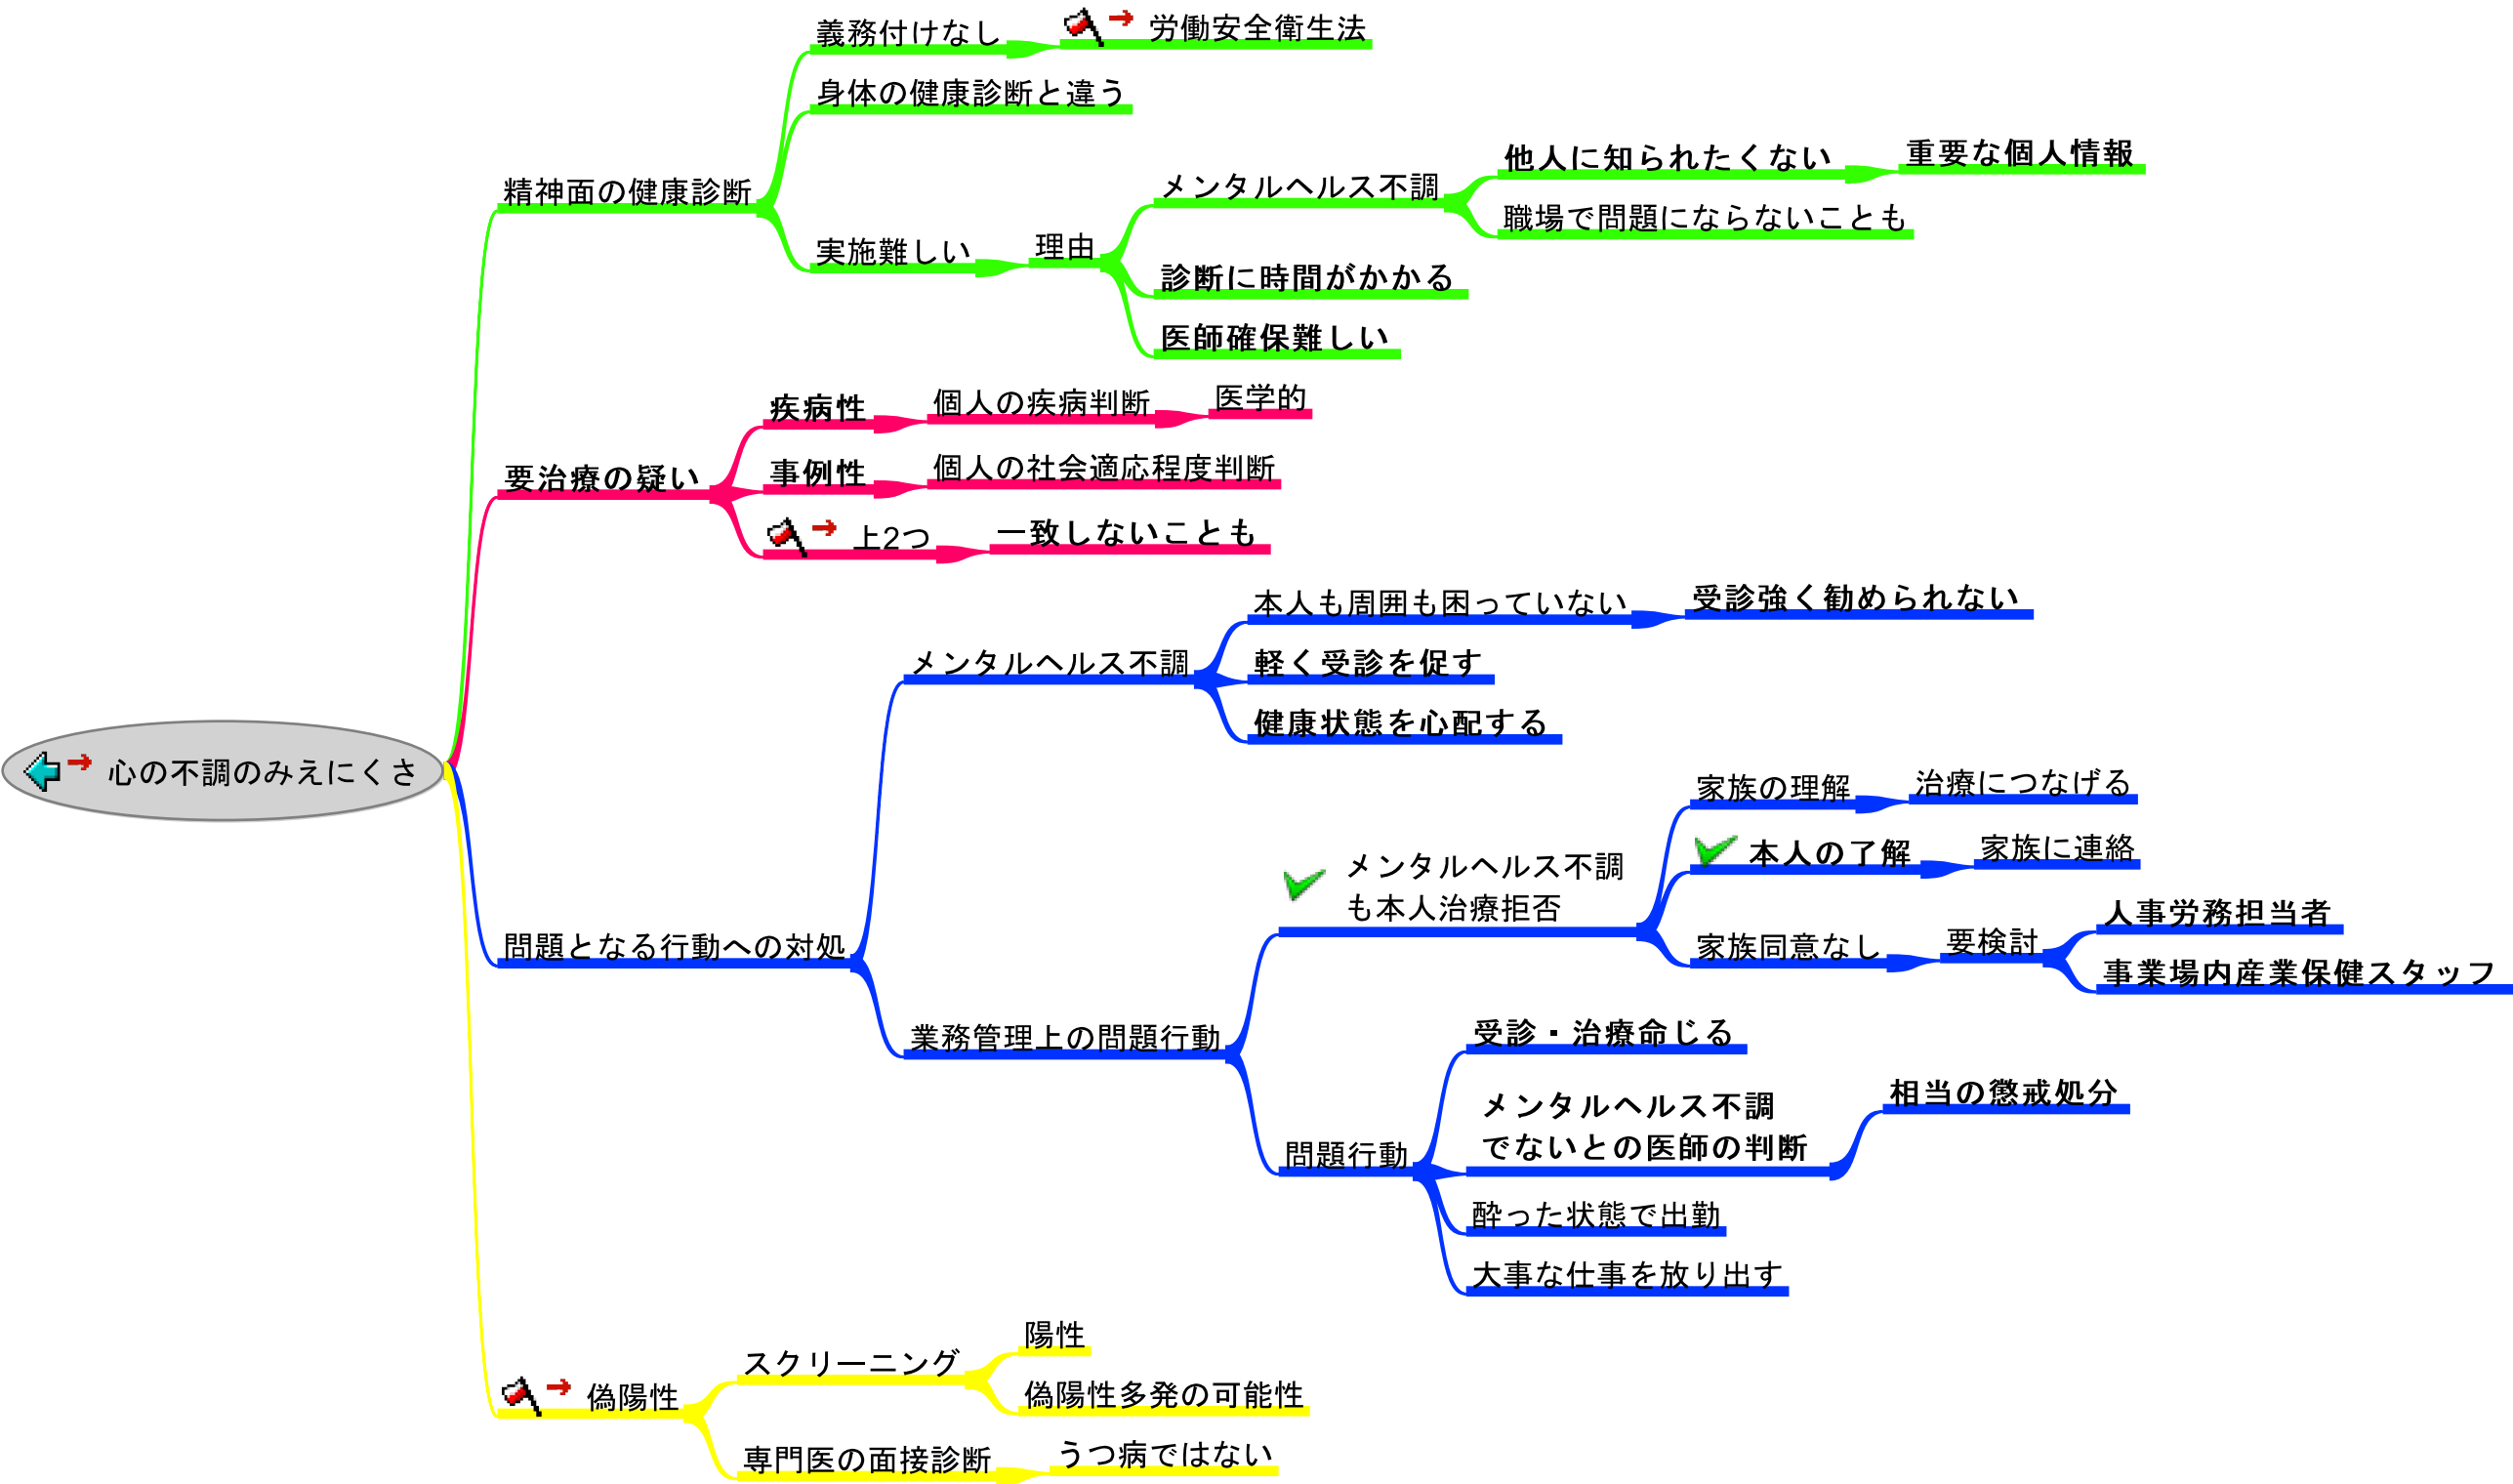 心の不調のみえにくさ
精神面の健康診断
義務付けなし
労働安全衛生法
身体の健康診断と違う
実施難しい
理由
メンタルヘルス不調
他人に知られたくない
重要な個人情報
職場で問題にならないことも
診断に時間がかかる
医師確保難しい
要治療の疑い
疾病性
個人の疾病判断
医学的
事例性
個人の社会適応程度判断
上2つ
一致しないことも
問題となる行動への対処
メンタルヘルス不調
本人も周囲も困っていない
受診強く勧められない
軽く受診を促す
健康状態を心配する
業務管理上の問題行動
メンタルヘルス不調
も本人治療拒否
家族の理解
治療につなげる
本人の了解
家族に連絡
家族同意なし
要検討
人事労務担当者
事業場内産業保健スタッフ
問題行動
受診・治療命じる
メンタルヘルス不調
でないとの医師の判断
相当の懲戒処分
酔った状態で出勤
大事な仕事を放り出す
偽陽性
スクリーニング
陽性
偽陽性多発の可能性
専門医の面接診断
うつ病ではない